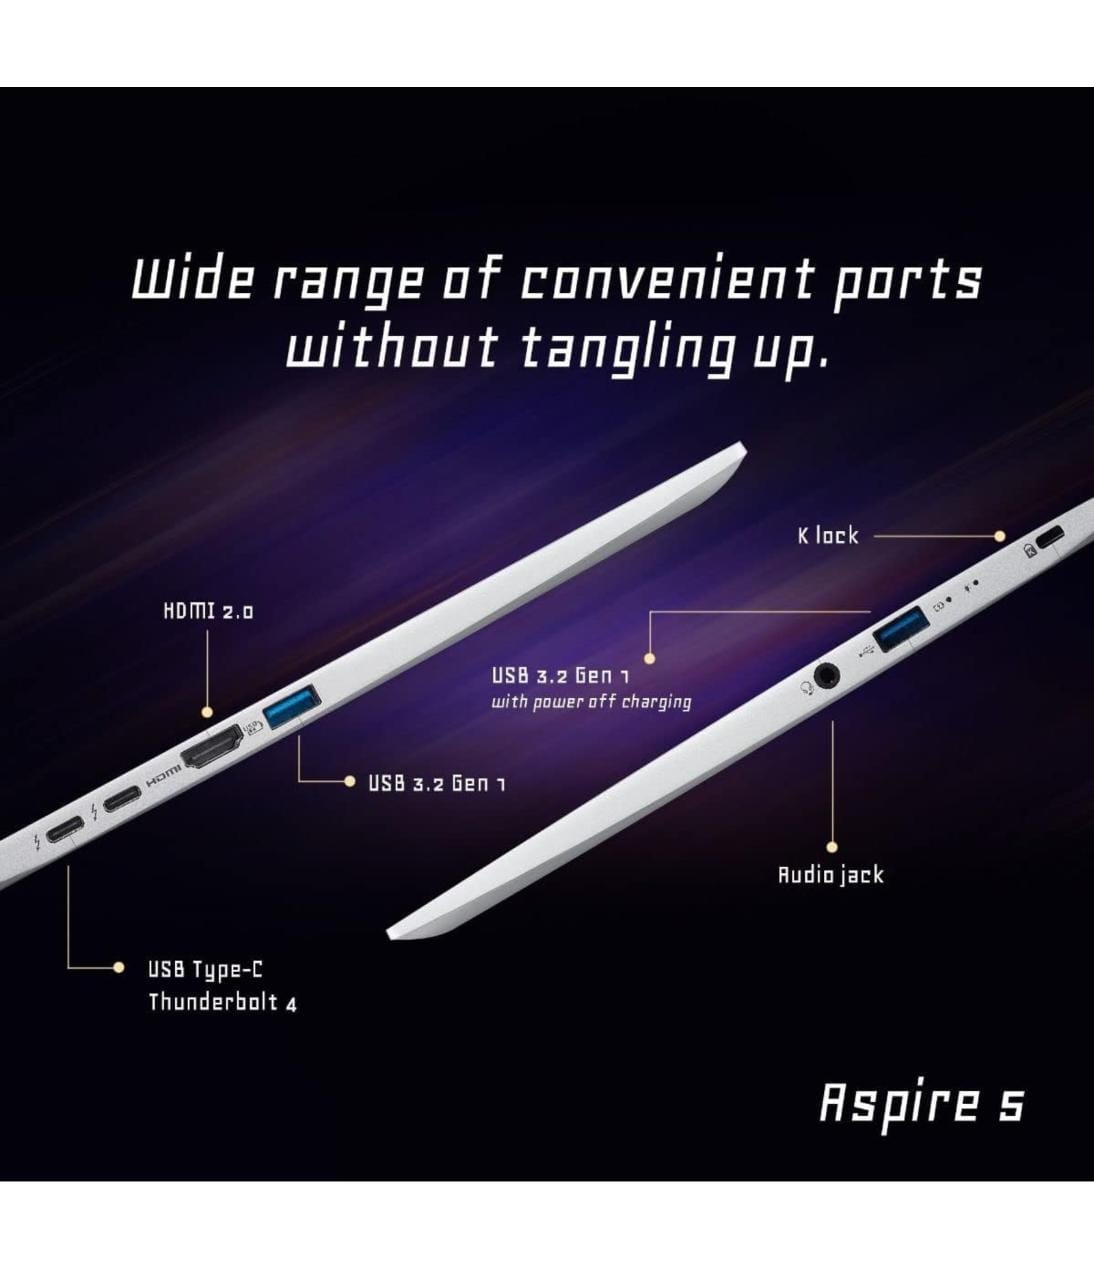 Wide range of convenient ports
without tangling up.
K lock
HDMI 2.0
USB 3.2 Gen 1
with power off charging
USB 3.2 Gen 1
HDMI
Audio jack
USB Type-C
Thunderbolt 4
Aspire 5